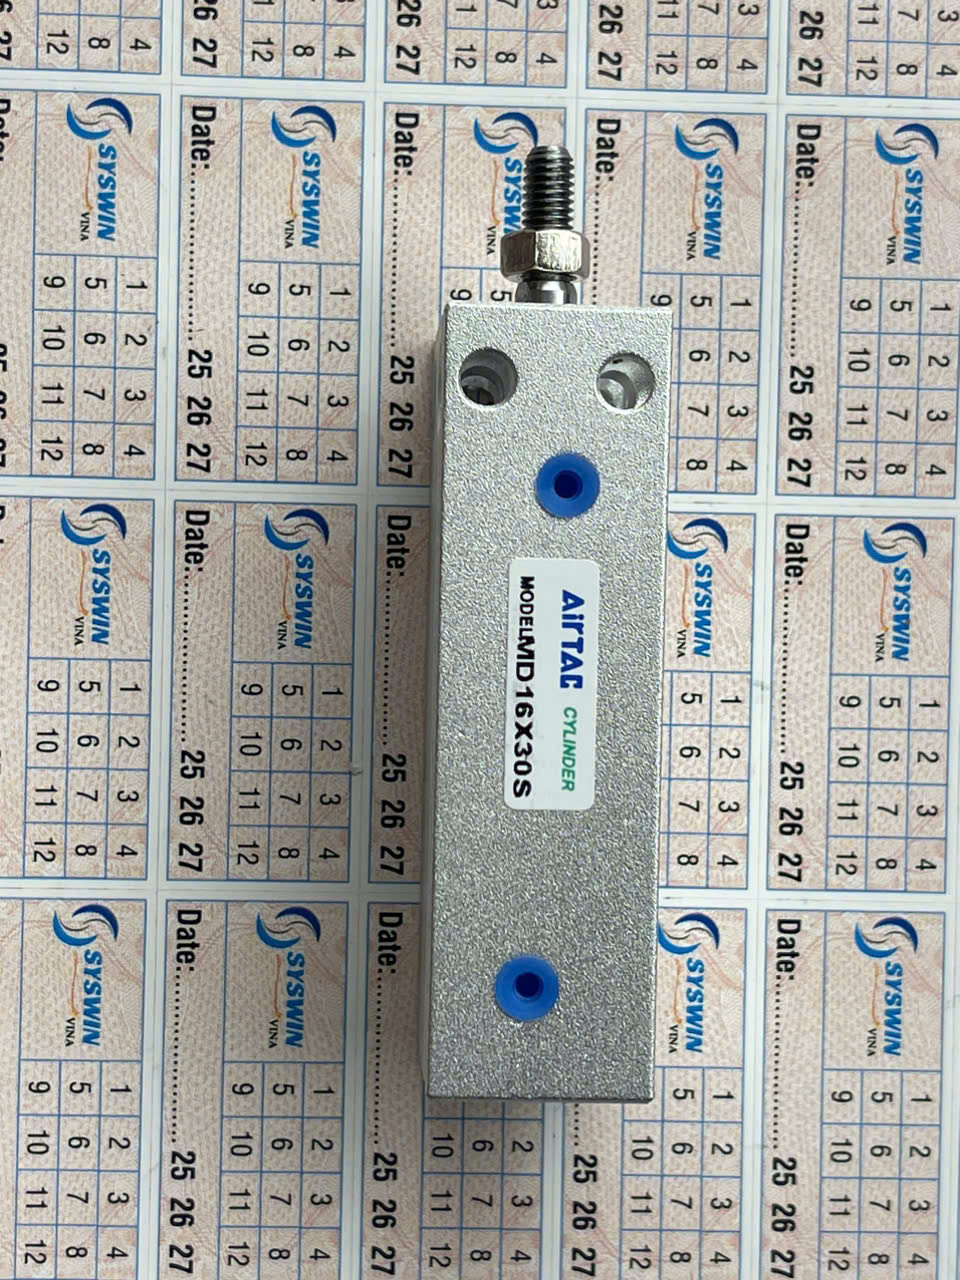 AirTAC CYLINDER
MODEL:MD16X30S
SYSWIN
VINA
1 2 3 4
5 6 7 8
9 10 11 12
Date:
25 26 27